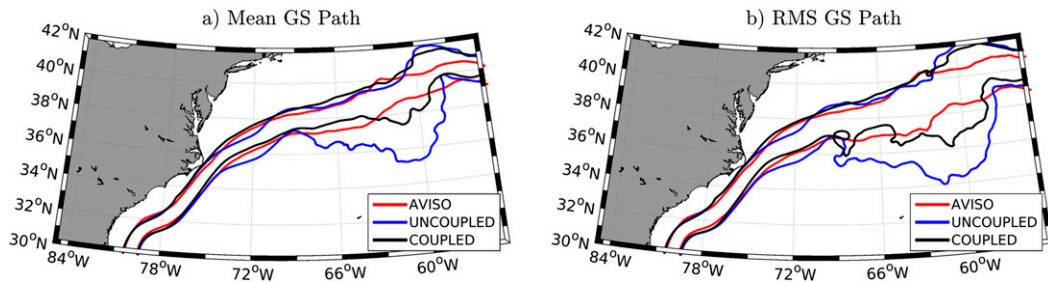 a) Mean GS Path
42°N
40°N
38°N
36°N
34°N
32°N
30°N
84°W
78°W
72°W
66°W
60°W
AVISO
UNCOUPLED
COUPLED
b) RMS GS Path
42°N
40°N
38°N
36°N
34°N
32°N
30°N
84°W
78°W
72°W
66°W
60°W
AVISO
UNCOUPLED
COUPLED